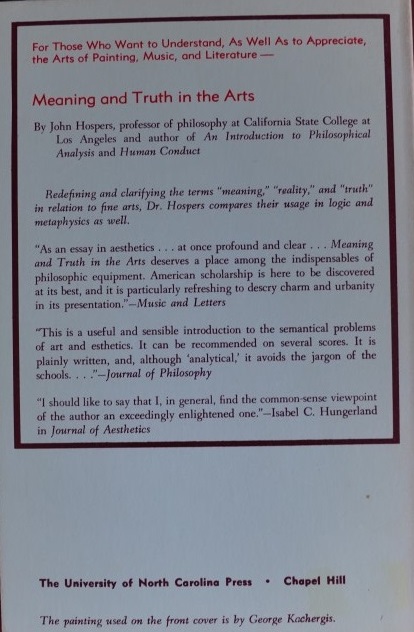 For Those Who Want to Understand, As Well As to Appreciate,
the Arts of Painting, Music, and Literature —
Meaning and Truth in the Arts
By John Hospers, professor of philosophy at California State College at
Los Angeles and author of An Introduction to Philosophical
Analysis and Human Conduct
Redefining and clarifying the terms "meaning," "reality," and "truth"
in relation to fine arts, Dr. Hospers compares their usage in logic and
metaphysics as well.
"As an essay in aesthetics . . . at once profound and clear . . . Meaning
and Truth in the Arts deserves a place among the indispensables of
philosophic equipment. American scholarship is here to be discovered
at its best, and it is particularly refreshing to descry charm and urbanity
in its presentation."—Music and Letters
"This is a useful and sensible introduction to the semantical problems
of art and esthetics. It can be recommended on several scores. It is
plainly written, and, although 'analytical,' it avoids the jargon of the
schools. . . ."—Journal of Philosophy
"I should like to say that I, in general, find the common-sense viewpoint
of the author an exceedingly enlightened one."—Isabel C. Hungerland
in Journal of Aesthetics
The University of North Carolina Press • Chapel Hill
The painting used on the front cover is by George Kachergis.